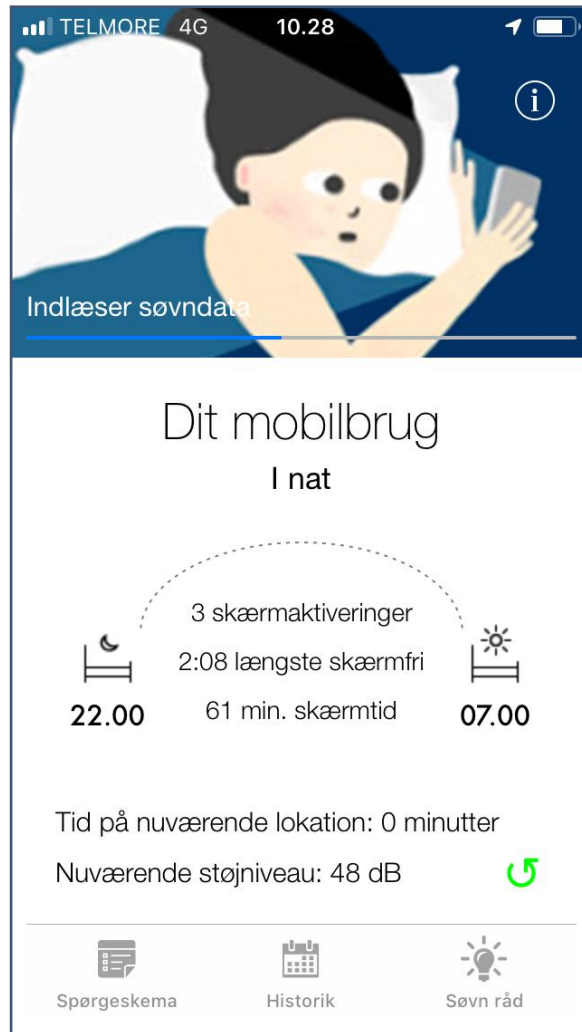 TELMORE 4G 10.28
i
Indlæser søvndata
Dit mobilbrug
I nat
3 skærmaktiveringer
2:08 længste skærmfri
61 min. skærmtid
22.00
07.00
Tid på nuværende lokation: 0 minutter
Nuværende støjniveau: 48 dB
Spørgeskema
Historik
Søvn råd